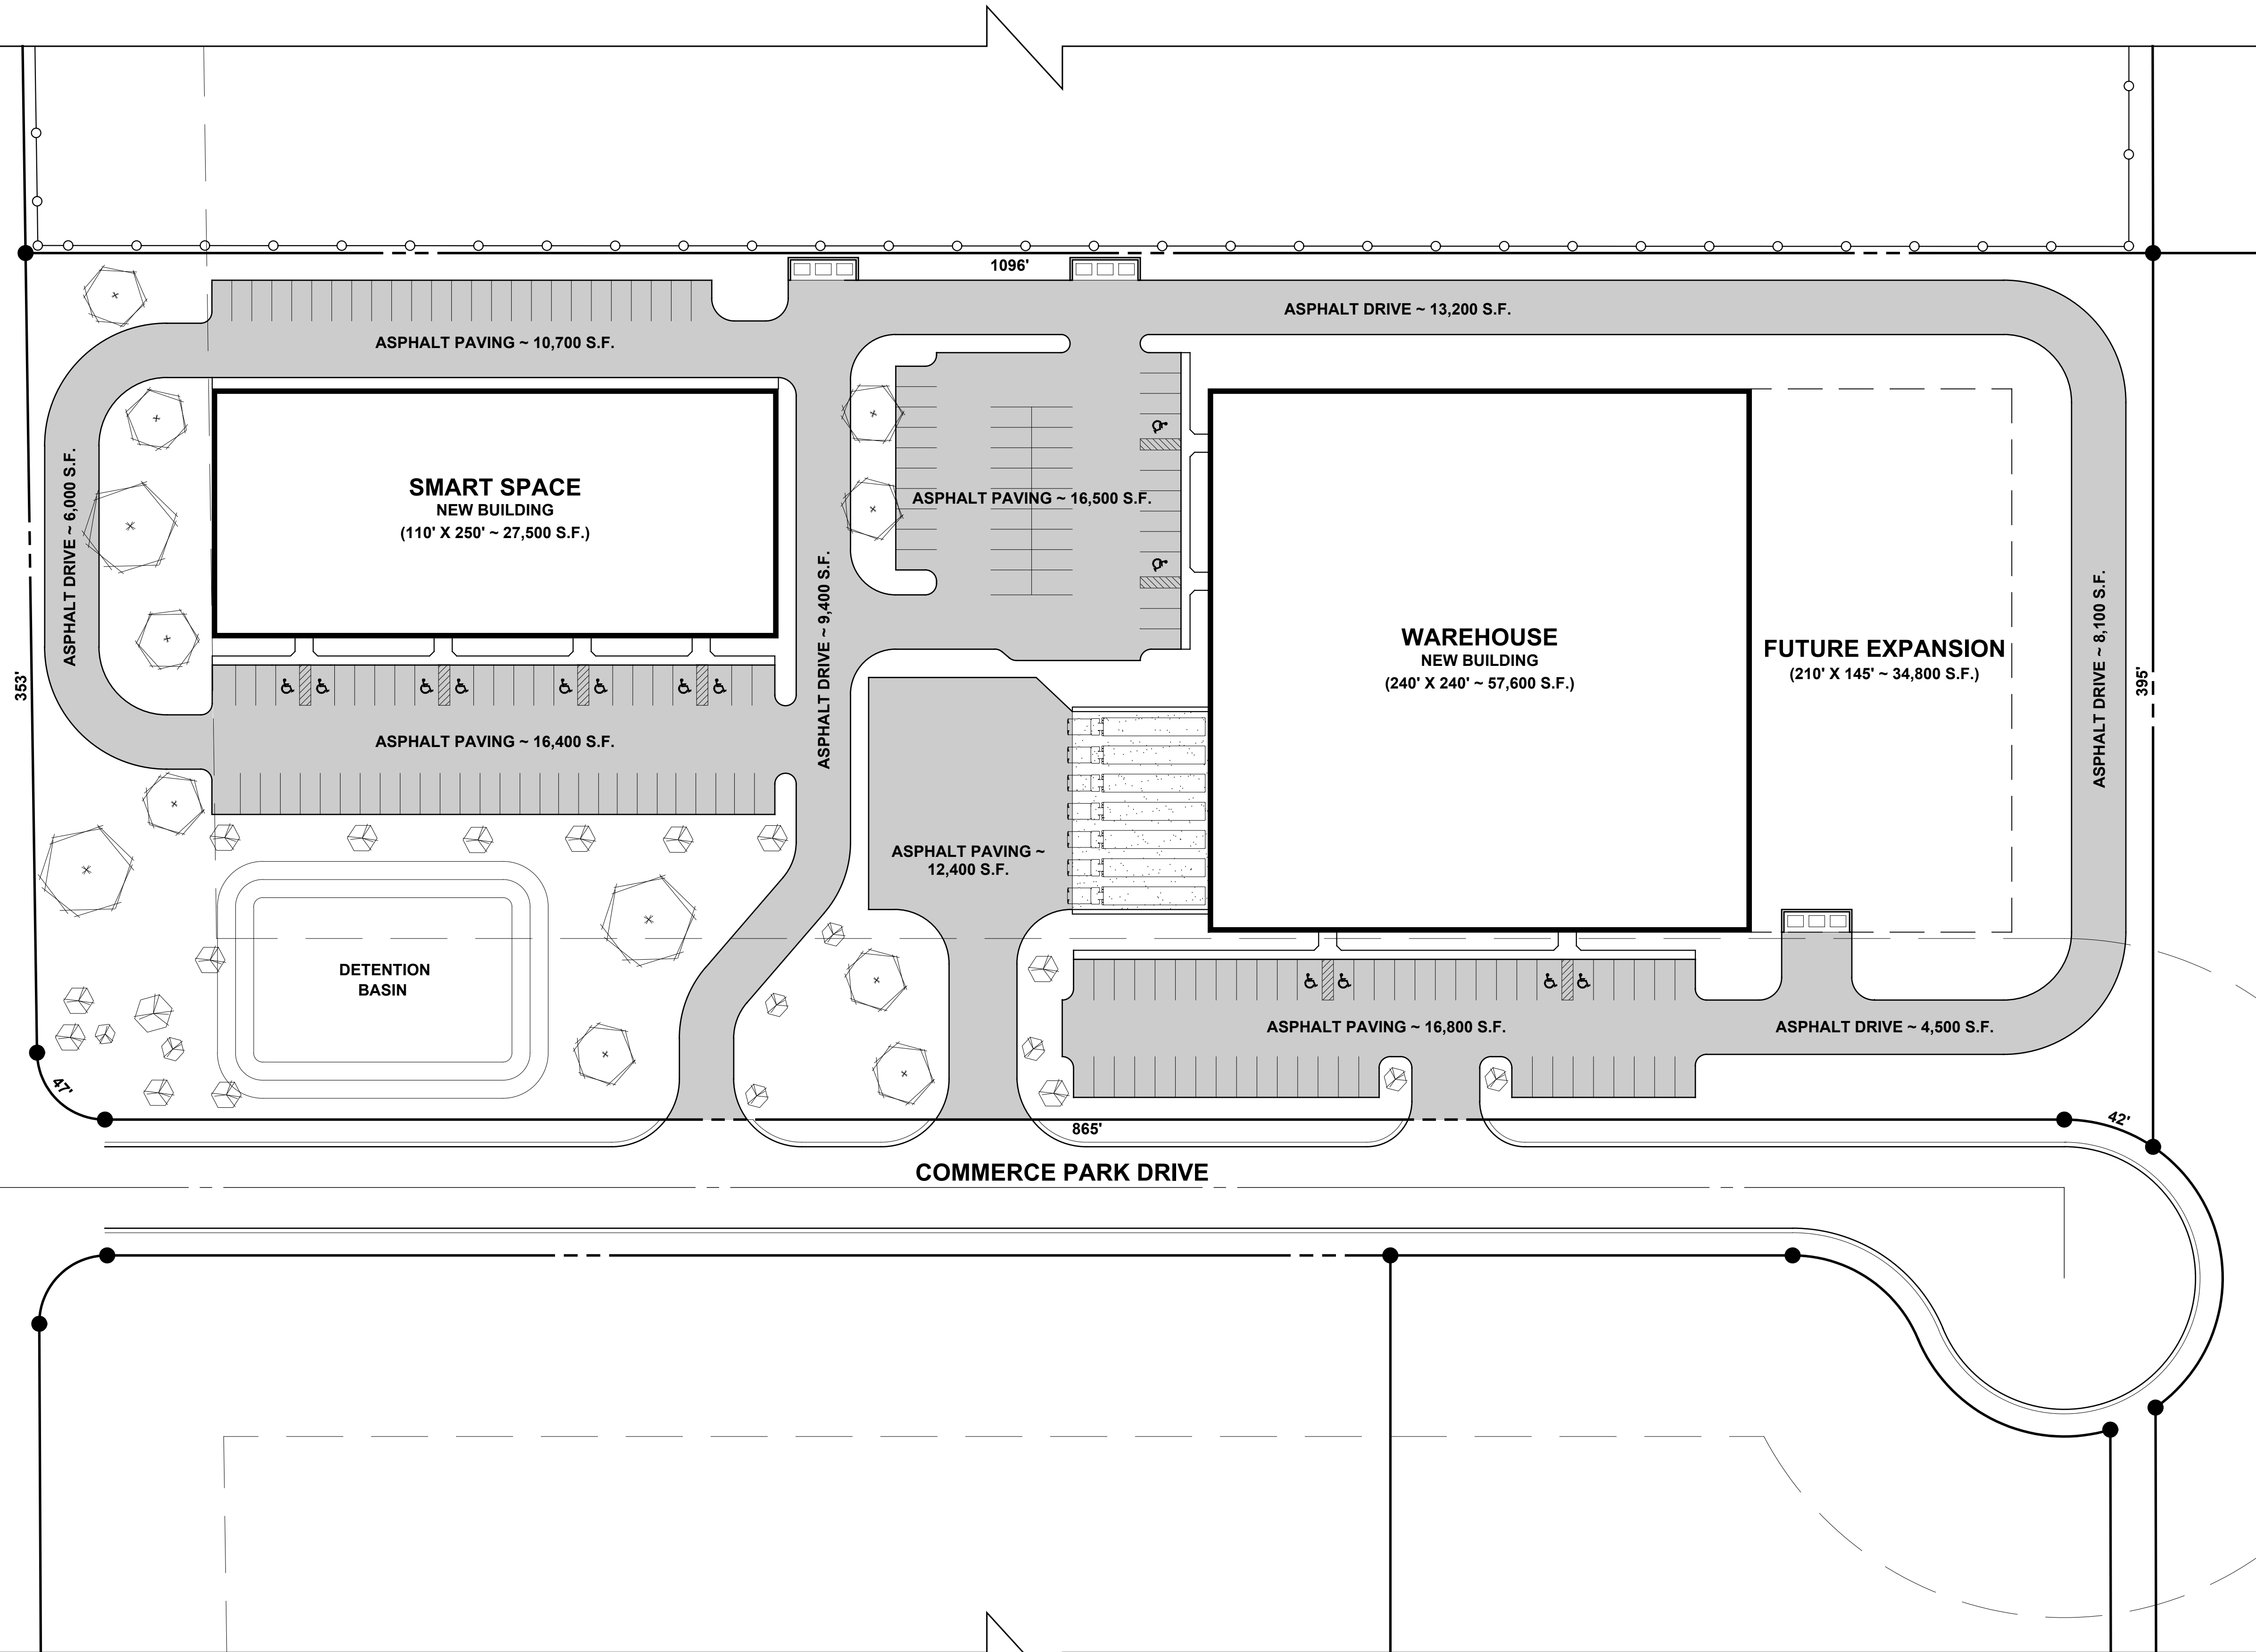 1096'
ASPHALT DRIVE ~ 13,200 S.F.
ASPHALT PAVING ~ 10,700 S.F.
SMART SPACE
NEW BUILDING
(110' X 250' ~ 27,500 S.F.)
ASPHALT PAVING ~ 16,500 S.F.
ASPHALT DRIVE ~ 6,000 S.F.
353'
ASPHALT DRIVE ~ 9,400 S.F.
WAREHOUSE
NEW BUILDING
(240' X 240' ~ 57,600 S.F.)
FUTURE EXPANSION
(210' X 145' ~ 34,800 S.F.)
ASPHALT DRIVE ~ 8,100 S.F.
395'
ASPHALT PAVING ~ 16,400 S.F.
ASPHALT PAVING ~
12,400 S.F.
DETENTION
BASIN
ASPHALT PAVING ~ 16,800 S.F.
ASPHALT DRIVE ~ 4,500 S.F.
47'
865'
42'
COMMERCE PARK DRIVE